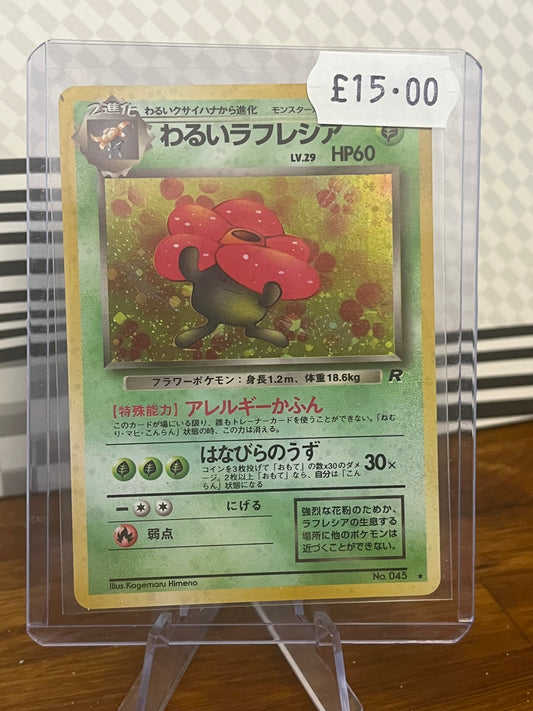 £15.00
2進化 わるいクサイハナから進化 モンスター
わるいラフレシア
LV.29 HP60
フラワーポケモン：身長1.2m、体重18.6kg
R
【特殊能力】アレルギーかふん
このカードが場にいる限り、誰もトレーナーカードを使うことができない。「ねむ
り・マヒ・こんらん」状態の時、この力は消える。
はなびらのうず 30×
コインを3枚投げて「おもて」の数×30のダメ
ージ。2枚以上「おもて」なら、自分は「こん
らん」状態になる
にげる
弱点
強烈な花粉のためか、
ラフレシアの生息する
場所に他のポケモンは
近づくことができない。
Illus. Kagemaru Himeno
No. 045 ★